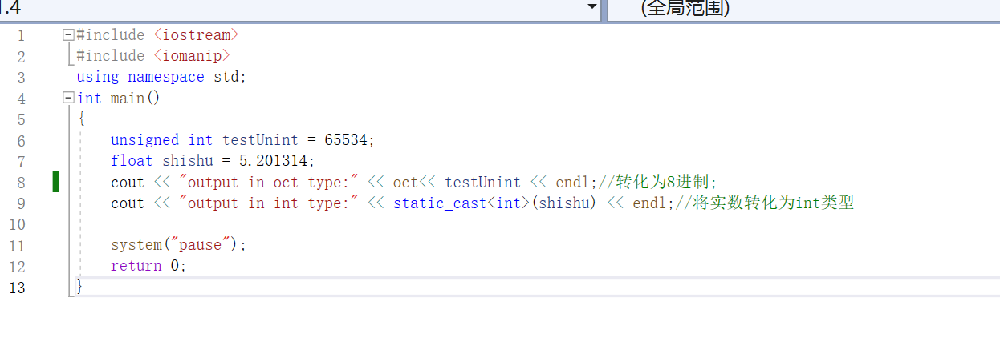 1.4 (全局范围)
1 #include <iostream>
2 #include <iomanip>
3 using namespace std;
4 int main()
5 {
6 unsigned int testUnint = 65534;
7 float shishu = 5.201314;
8 cout << "output in oct type:" << oct<< testUnint << endl;//转化为8进制;
9 cout << "output in int type:" << static_cast<int>(shishu) << endl;//将实数转化为int类型
10
11 system("pause");
12 return 0;
13 }